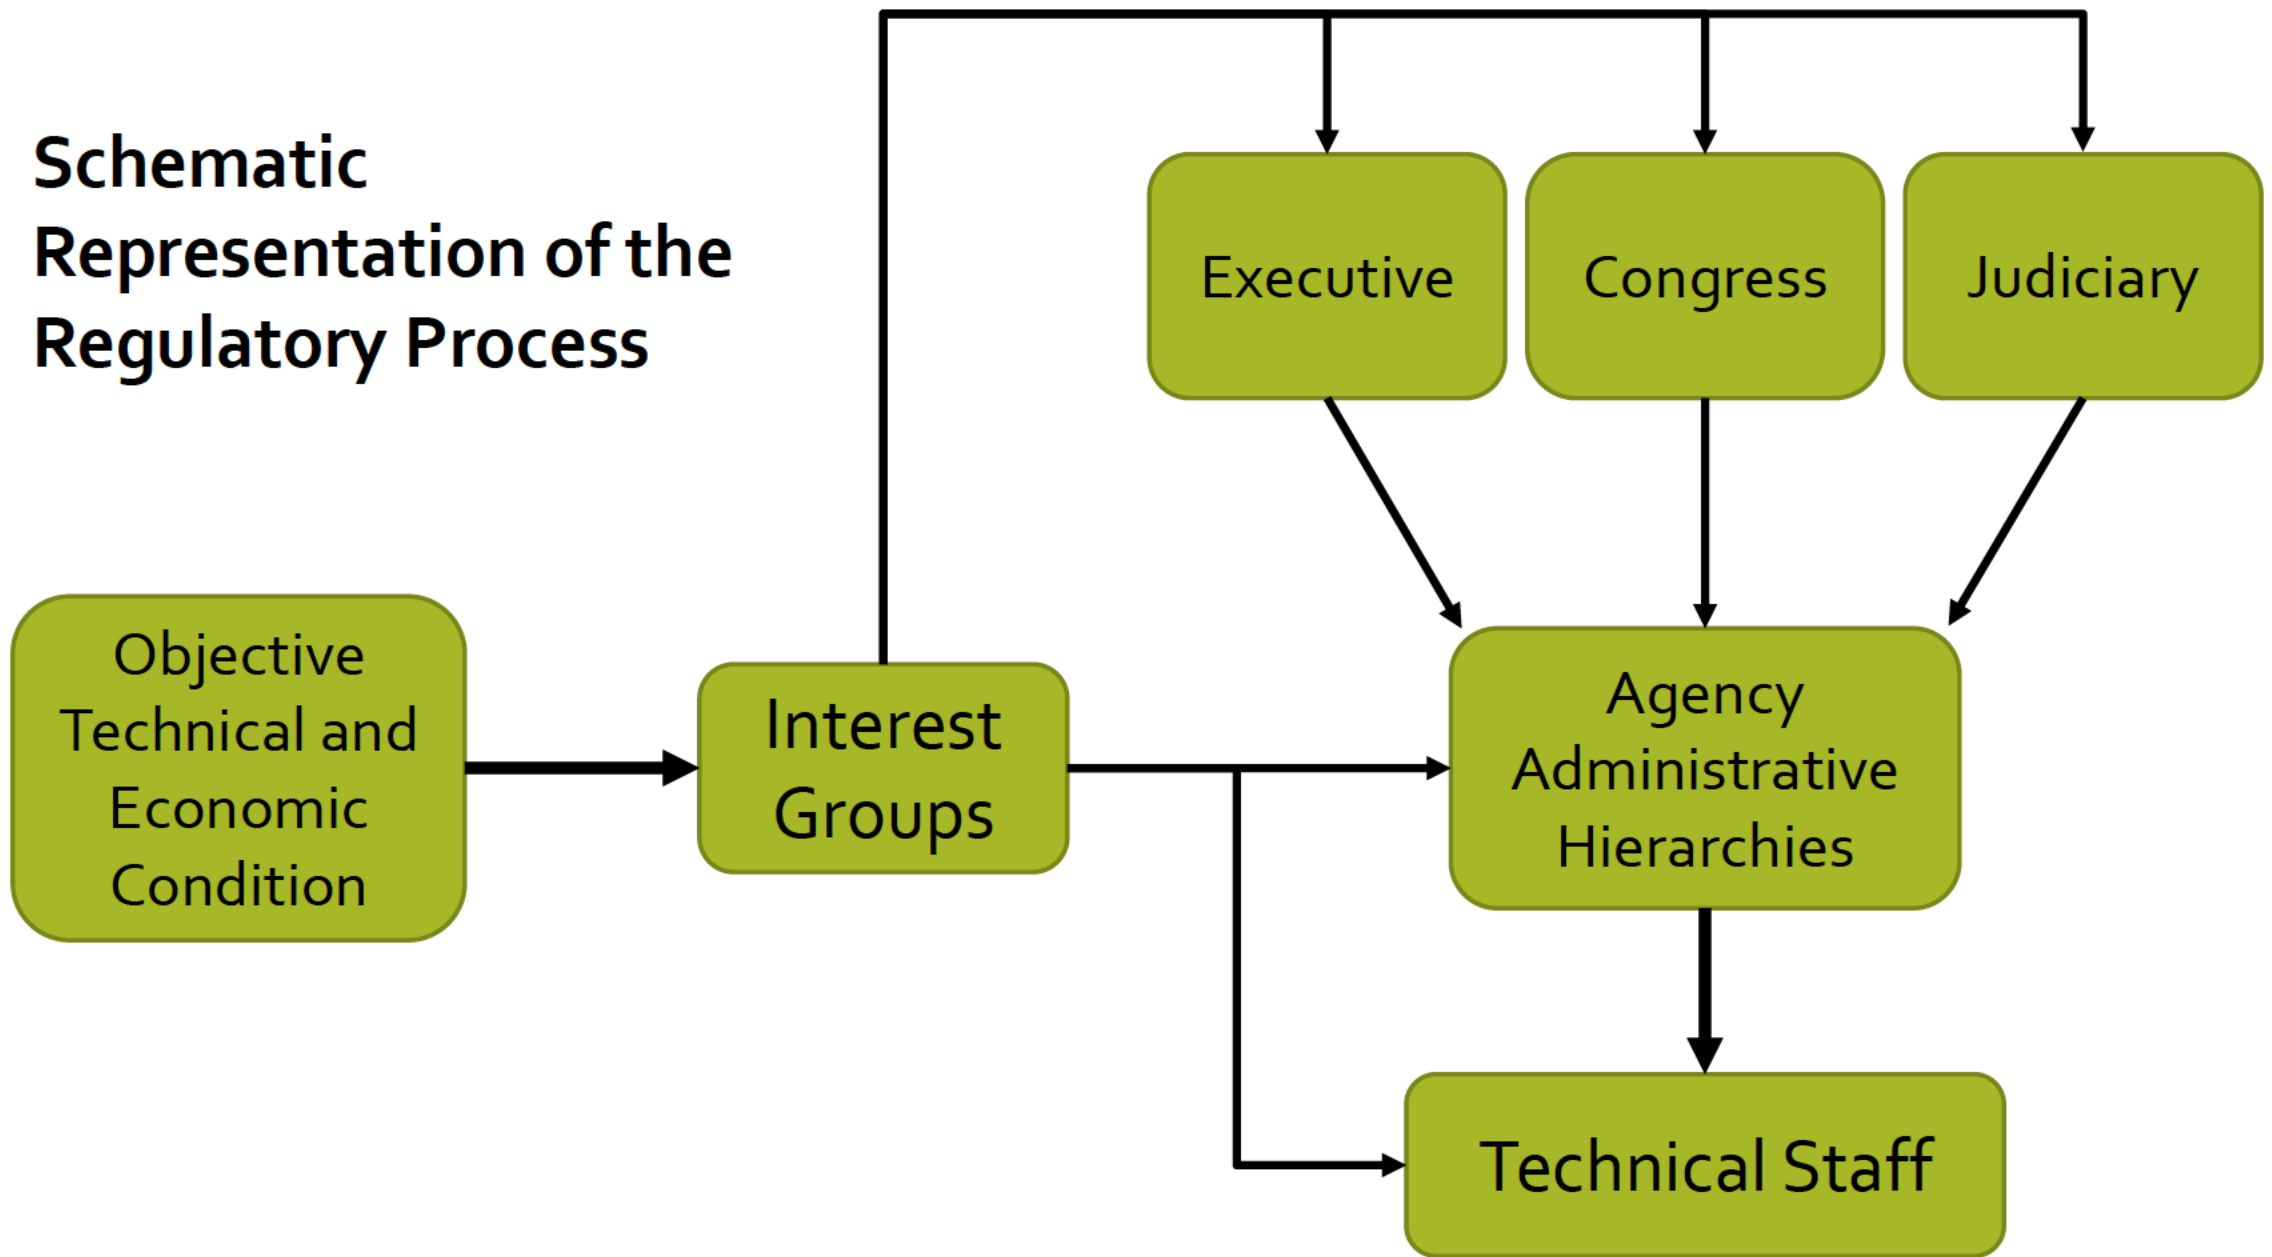 Schematic
Representation of the
Regulatory Process
Executive
Congress
Judiciary
Objective
Technical and
Economic
Condition
Interest
Groups
Agency
Administrative
Hierarchies
Technical Staff